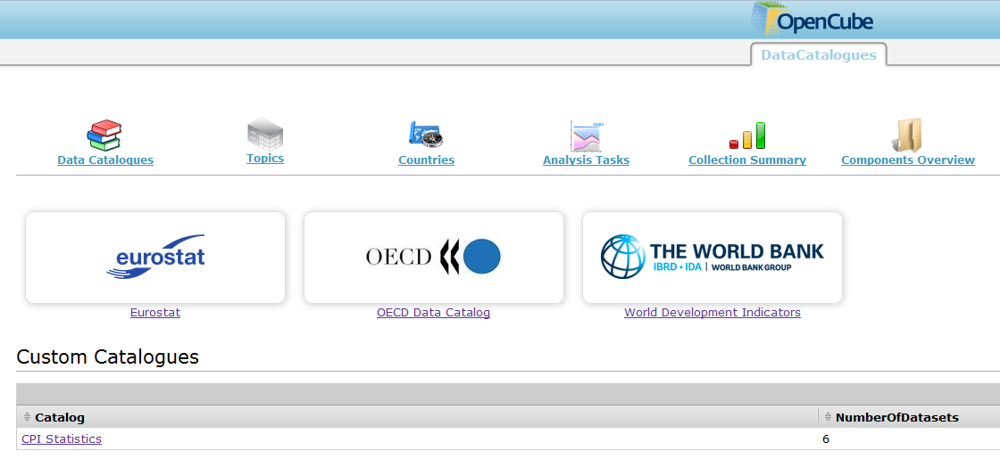 OpenCube
DataCatalogues
Data Catalogues
Topics
Countries
Analysis Tasks
Collection Summary
Components Overview
eurostat
OECD
THE WORLD BANK
IBRD • IDA | WORLD BANK GROUP
Eurostat
OECD Data Catalog
World Development Indicators
Custom Catalogues
Catalog NumberOfDatasets
CPI Statistics 6